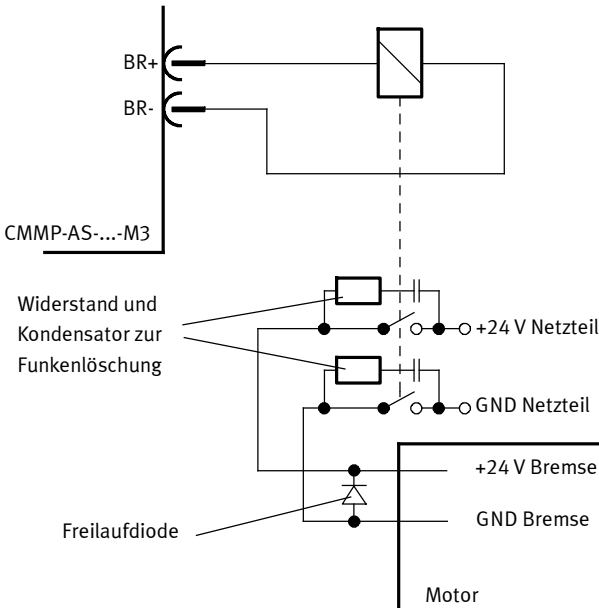 BR+
BR-
CMMP-AS-...-M3
Widerstand und
Kondensator zur
Funkenlöschung
+24 V Netzteil
GND Netzteil
+24 V Bremse
Freilaufdiode
GND Bremse
Motor